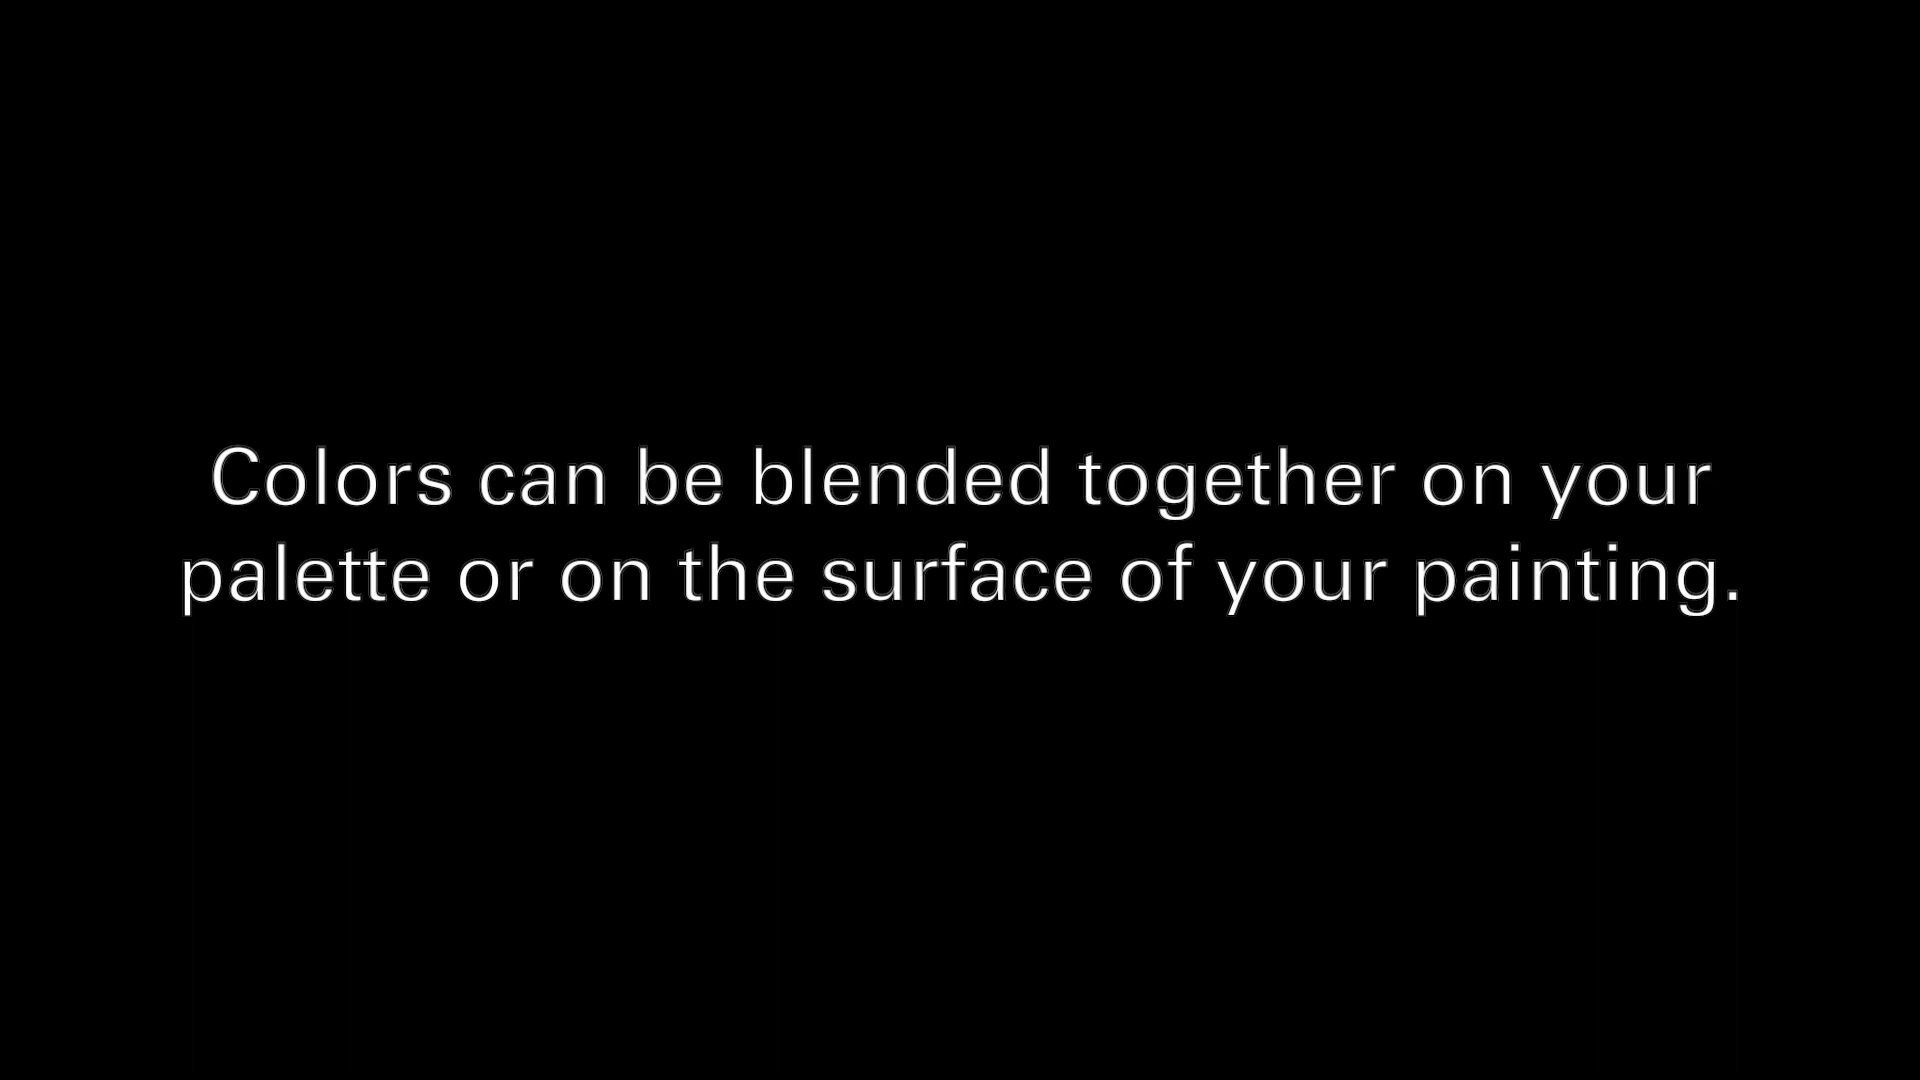 Colors can be blended together on your
palette or on the surface of your painting.